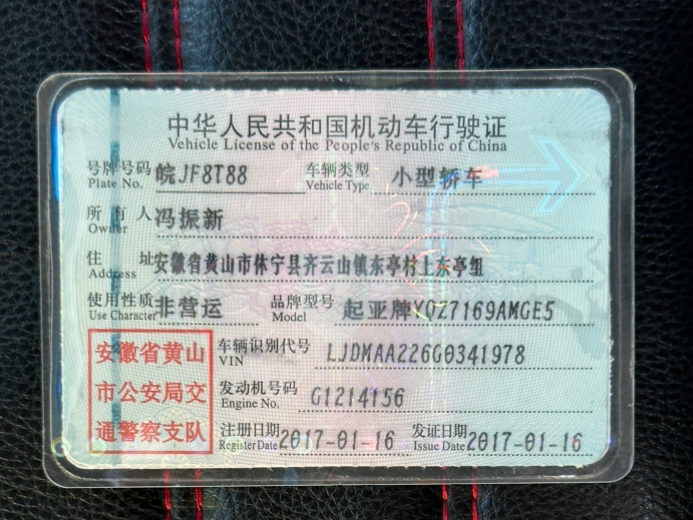 中华人民共和国机动车行驶证
Vehicle License of the People's Republic of China
号牌号码 皖JF8T88 车辆类型 小型轿车
Plate No. Vehicle Type
所有人 冯振新
Owner
住址 安徽省黄山市休宁县齐云山镇东亭村上东亭组
Address
使用性质 非营运 品牌型号 起亚牌YQZ7169AMGE5
Use Character Model
安徽省黄山
市公安局交
通警察支队
车辆识别代号 LJDMAA226G0341978
VIN
发动机号码 G1214156
Engine No.
注册日期 2017-01-16 发证日期 2017-01-16
Register Date Issue Date